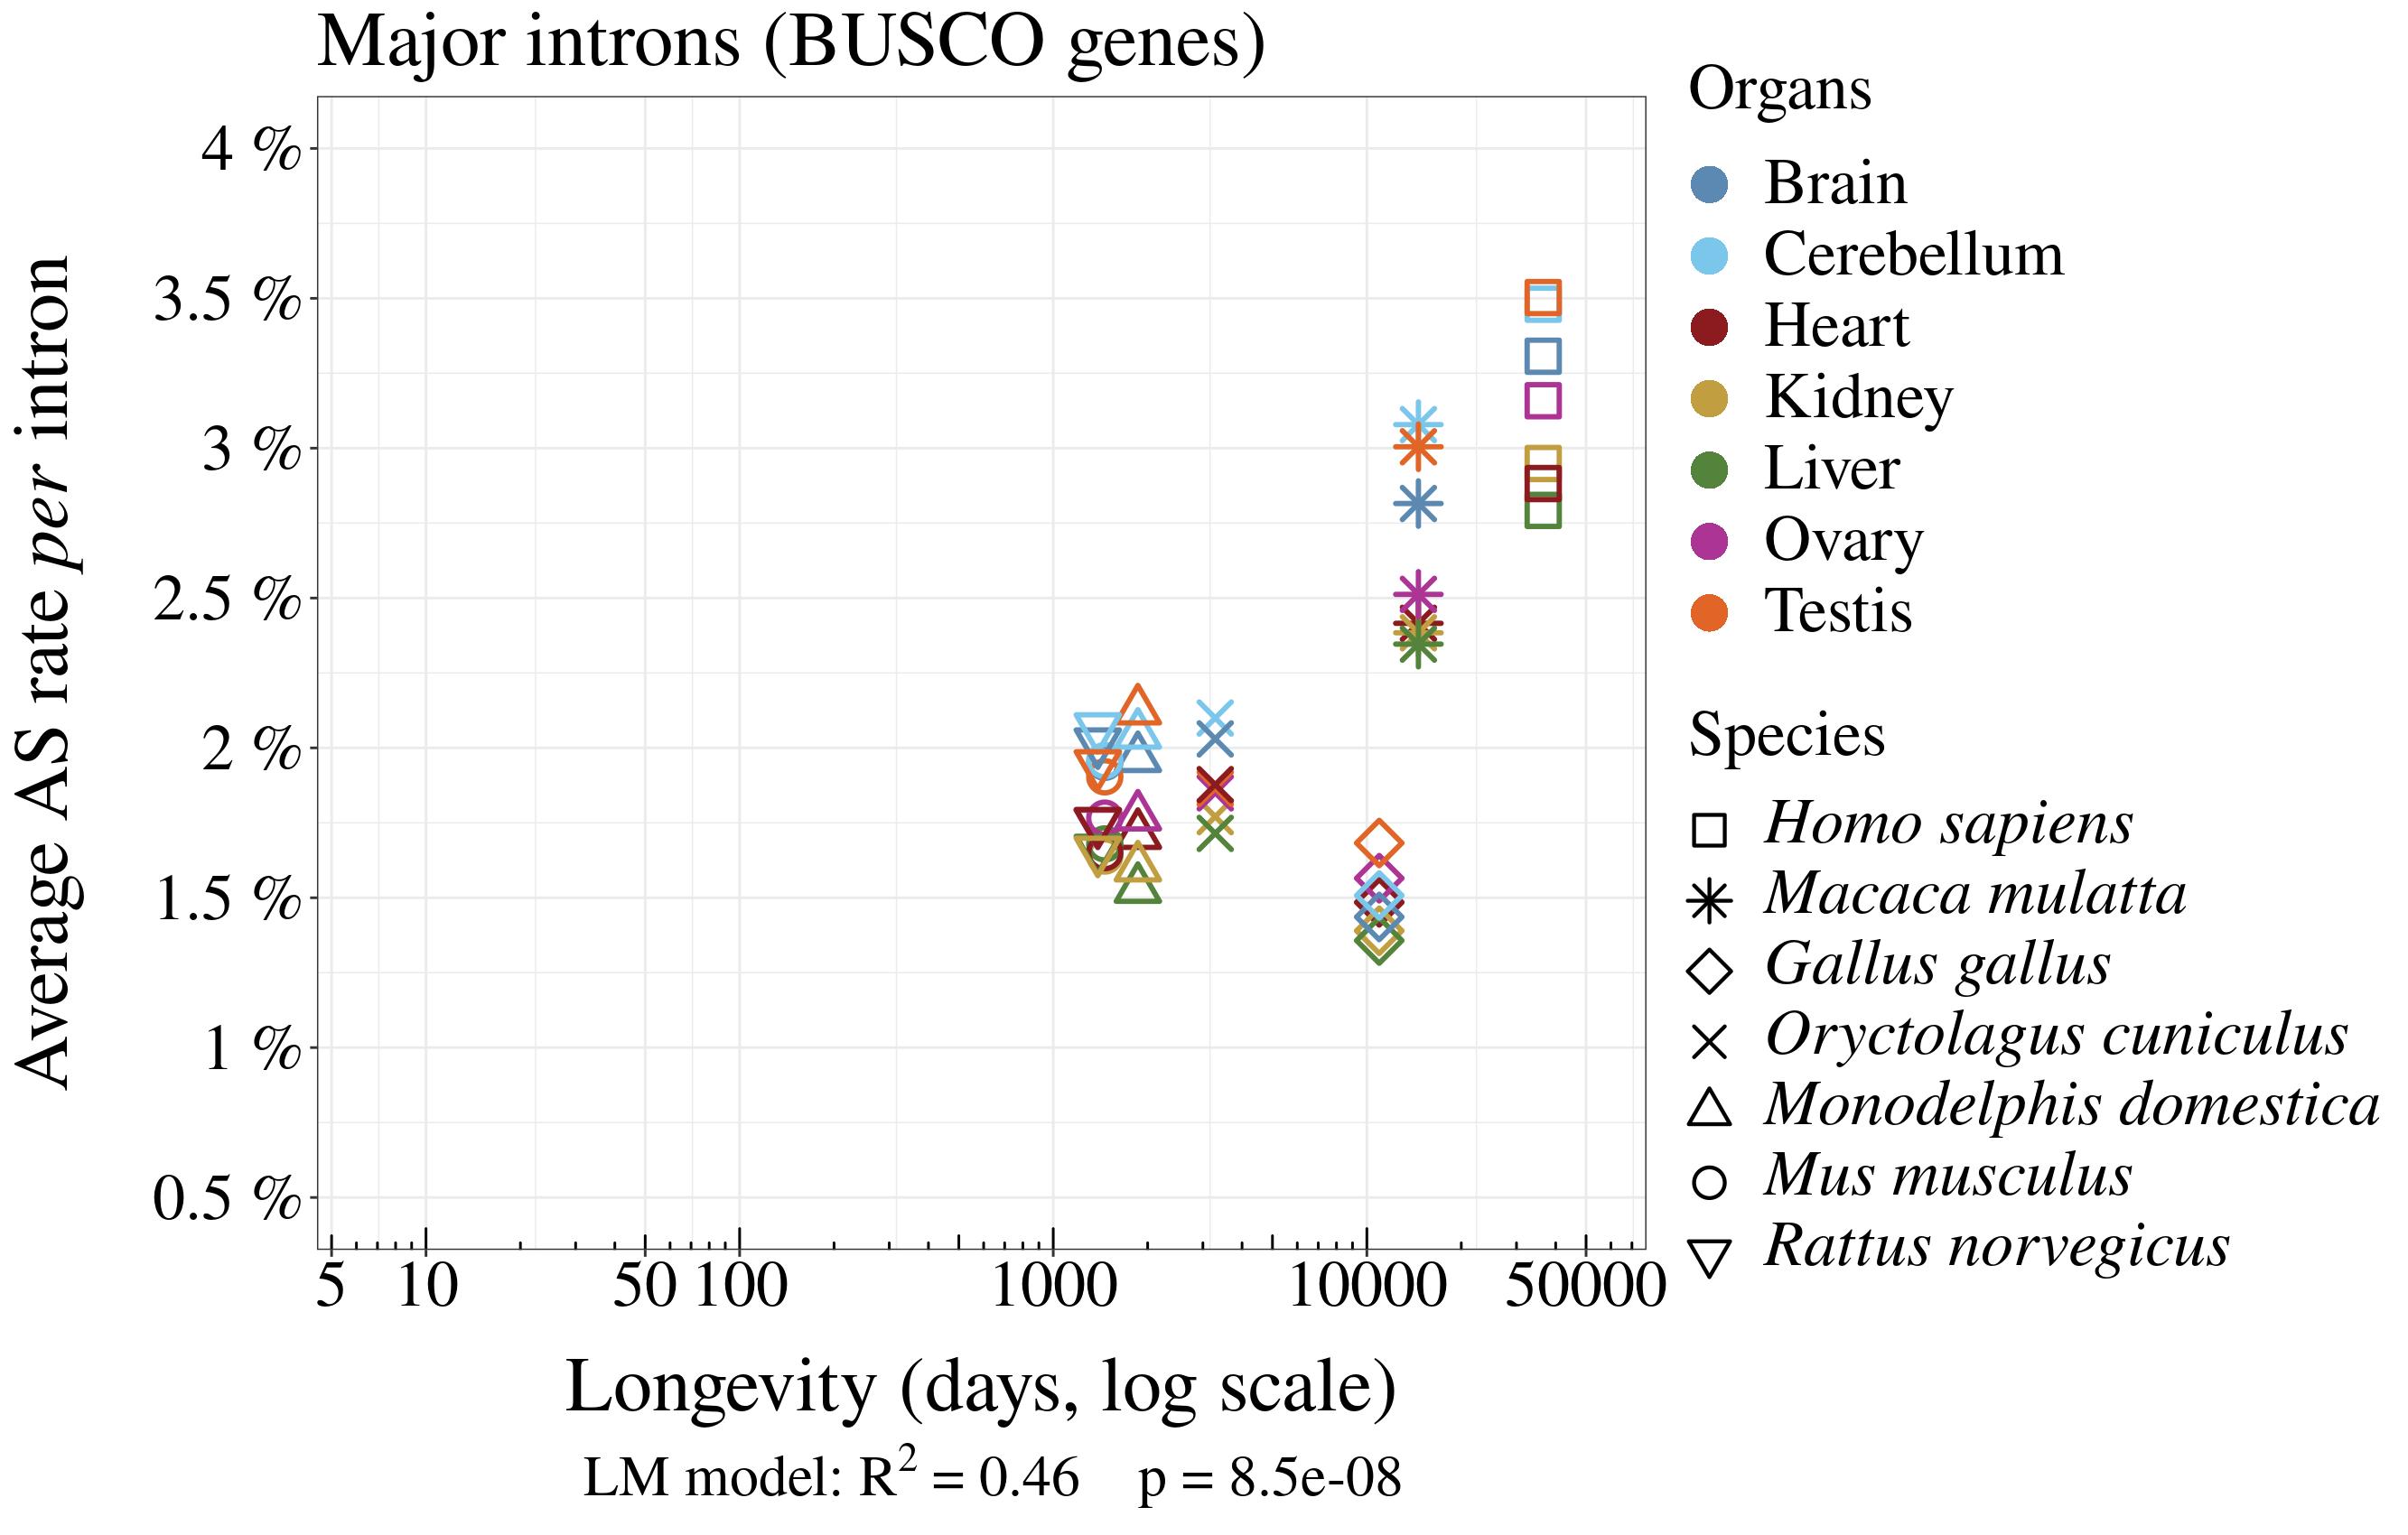 Major introns (BUSCO genes)
Average AS rate per intron
4 %
3.5 %
3 %
2.5 %
2 %
1.5 %
1 %
0.5 %
5 10 50 100 1000 10000 50000
Longevity (days, log scale)
LM model: R² = 0.46 p = 8.5e-08
Organs
Brain
Cerebellum
Heart
Kidney
Liver
Ovary
Testis
Species
Homo sapiens
Macaca mulatta
Gallus gallus
Oryctolagus cuniculus
Monodelphis domestica
Mus musculus
Rattus norvegicus